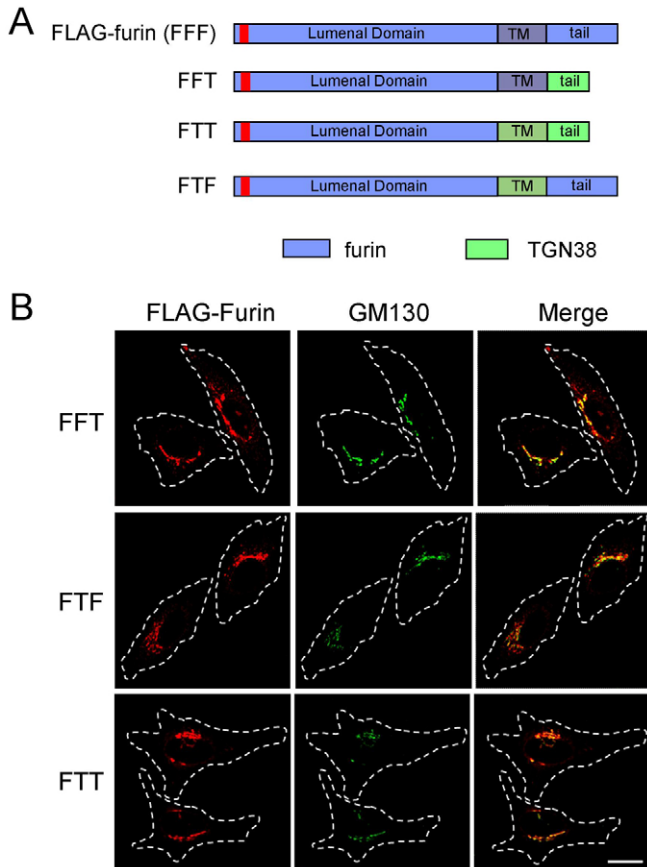 A
FLAG-furin (FFF) Lumenal Domain TM tail
FFT Lumenal Domain TM tail
FTT Lumenal Domain TM tail
FTF Lumenal Domain TM tail
furin TGN38
B
FLAG-Furin GM130 Merge
FFT
FTF
FTT